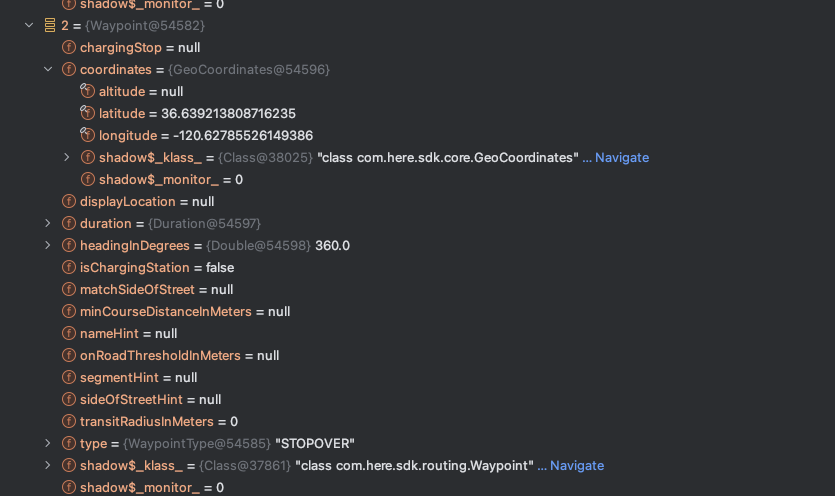 shadow$_monitor_ = 0
2 = {Waypoint@54582}
chargingStop = null
coordinates = {GeoCoordinates@54596}
altitude = null
latitude = 36.639213808716235
longitude = -120.62785526149386
shadow$_klass_ = {Class@38025} "class com.here.sdk.core.GeoCoordinates" ... Navigate
shadow$_monitor_ = 0
displayLocation = null
duration = {Duration@54597}
headingInDegrees = {Double@54598} 360.0
isChargingStation = false
matchSideOfStreet = null
minCourseDistanceInMeters = null
nameHint = null
onRoadThresholdInMeters = null
segmentHint = null
sideOfStreetHint = null
transitRadiusInMeters = 0
type = {WaypointType@54585} "STOPOVER"
shadow$_klass_ = {Class@37861} "class com.here.sdk.routing.Waypoint" ... Navigate
shadow$_monitor_ = 0